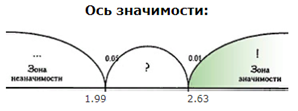 Ось значимости:
... 0.05 ? 0.01 !
Зона незначимости
Зона значимости
1.99 2.63